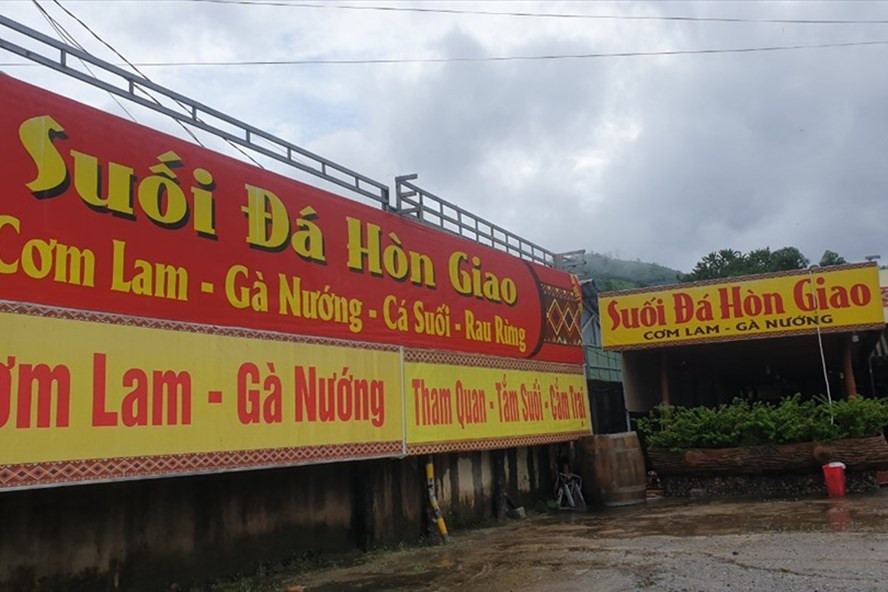 Suối Đá Hòn Giao
Cơm Lam - Gà Nướng - Cá Suối - Rau Rừng
Cơm Lam - Gà Nướng
Tham Quan - Tắm Suối - Cắm Trại
Suối Đá Hòn Giao
CƠM LAM - GÀ NƯỚNG